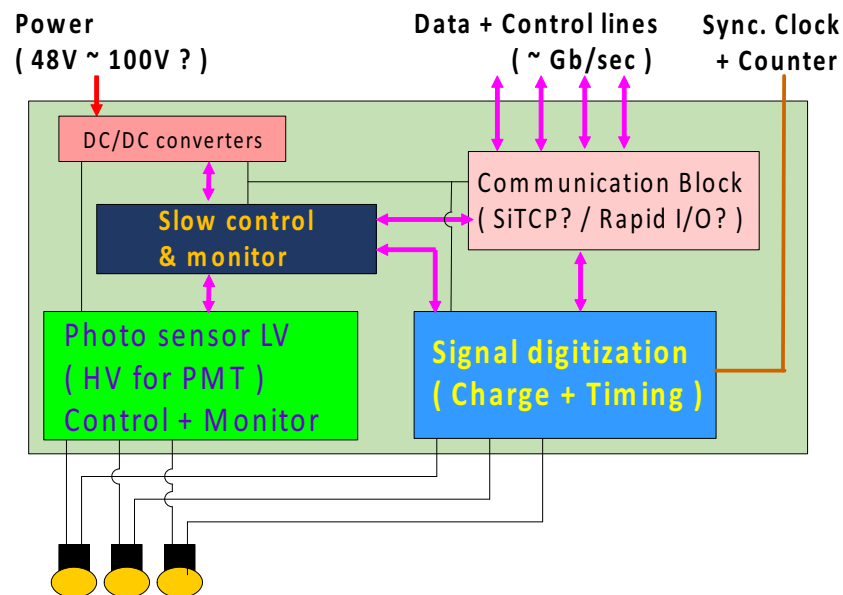 Power
( 48V ~ 100V ? )
Data + Control lines
( ~ Gb/sec )
Sync. Clock
+ Counter
DC/DC converters
Slow control
& monitor
Communication Block
( SiTCP? / Rapid I/O? )
Photo sensor LV
( HV for PMT )
Control + Monitor
Signal digitization
( Charge + Timing )